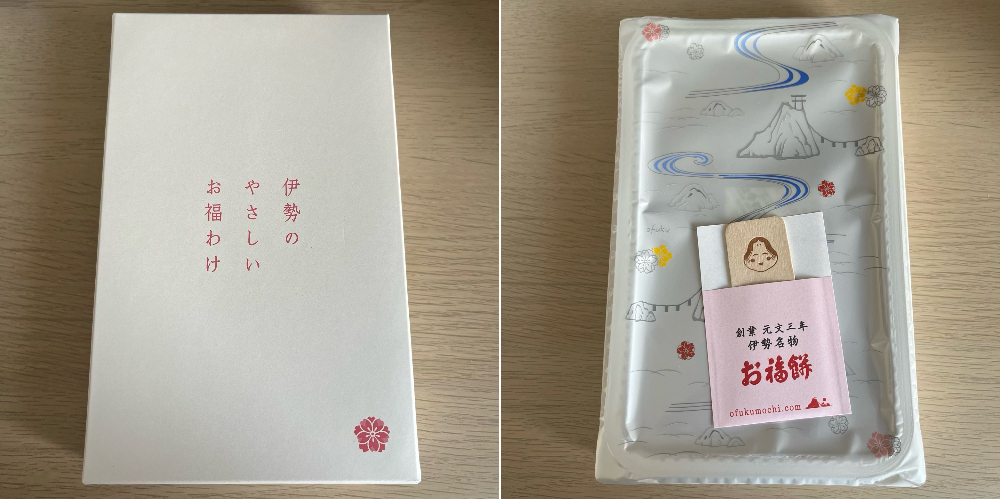 伊勢の
やさしい
お福わけ
ofuku
創業 元文三年
伊勢名物
お福餅
ofukumochi.com